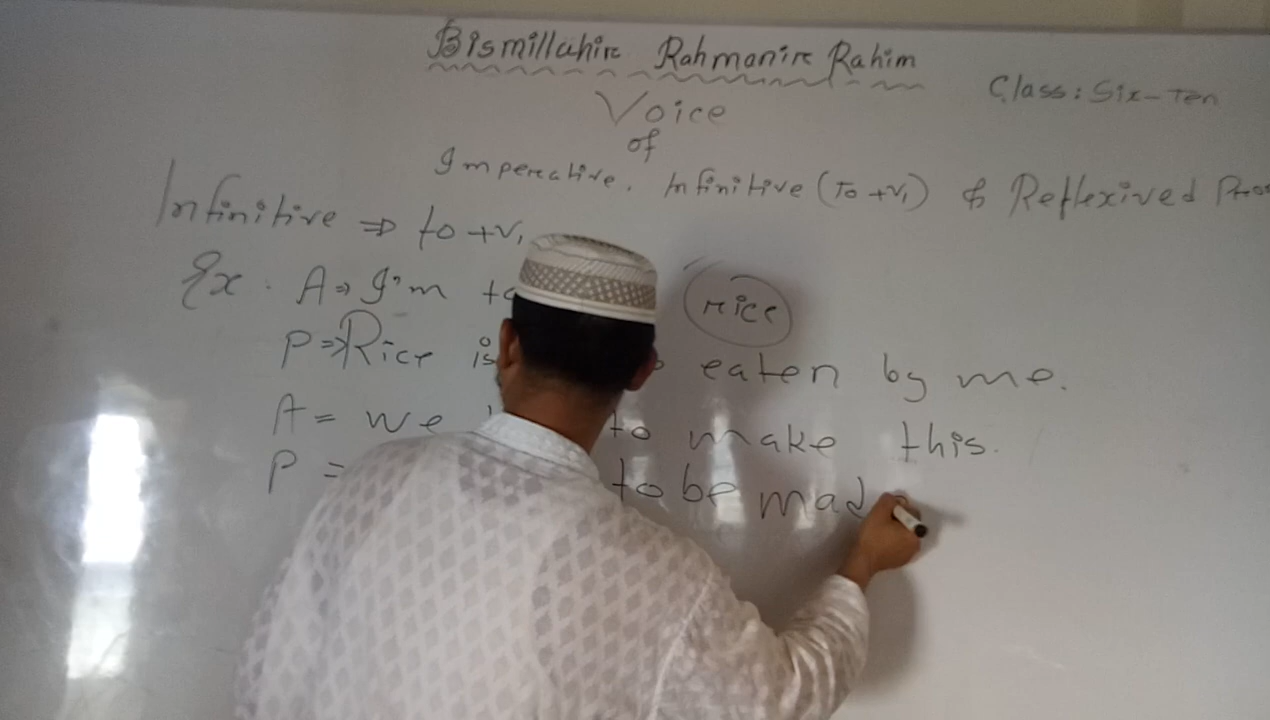 Bismillahir Rahmanir Rahim
Class: Six-Ten
Voice
of
Imperative, Infinitive (To +V₁) & Reflexived
Infinitive ⇒ to +V₁
Ex. A ⇒ I'm rice
P ⇒ Rice is eaten by me.
A = we to make this.
P = to be mad